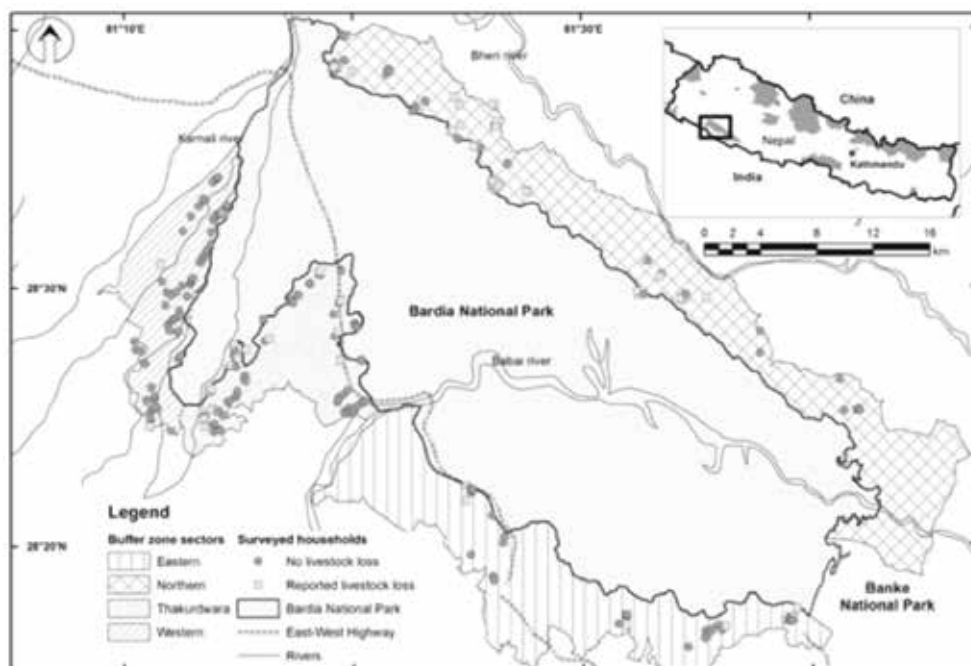 81°10'E
81°30'E
Bheri river
China
Karnali river
Nepal
Kathmandu
India
0 2 4 8 12 16
km
28°30'N
Bardia National Park
Babai river
Legend
Buffer zone sectors
Surveyed households
Eastern
No livestock loss
28°20'N
Northern
Reported livestock loss
Thakurdwara
Bardia National Park
Western
East-West Highway
Rivers
Banke
National Park